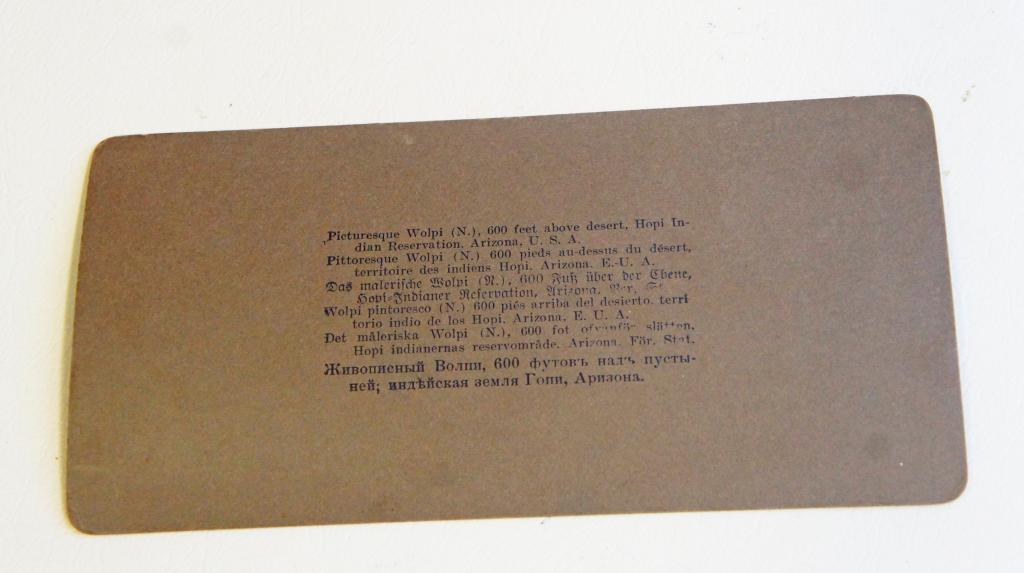 Picturesque Wolpi (N.), 600 feet above desert, Hopi In-
dian Reservation. Arizona, U. S. A.
Pittoresque Wolpi (N.) 600 pieds au-dessus du désert,
territoire des indiens Hopi. Arizona. E.-U. A.
Das malerische Wolpi (N.), 600 Fuß über der Ebene,
Hopi-Indianer Reservation, Arizona, Ver.
Wolpi pintoresco (N.) 600 piés arriba del desierto. terri
torio indio de los Hopi. Arizona. E. U. A.
Det måleriska Wolpi (N.), 600 fot ofvanför slätten.
Hopi indianernas reservområde. Arizona. För. Stat.
Живописный Волпи, 600 футовъ надъ пусты-
ней; индѣйская земля Гопи, Аризона.